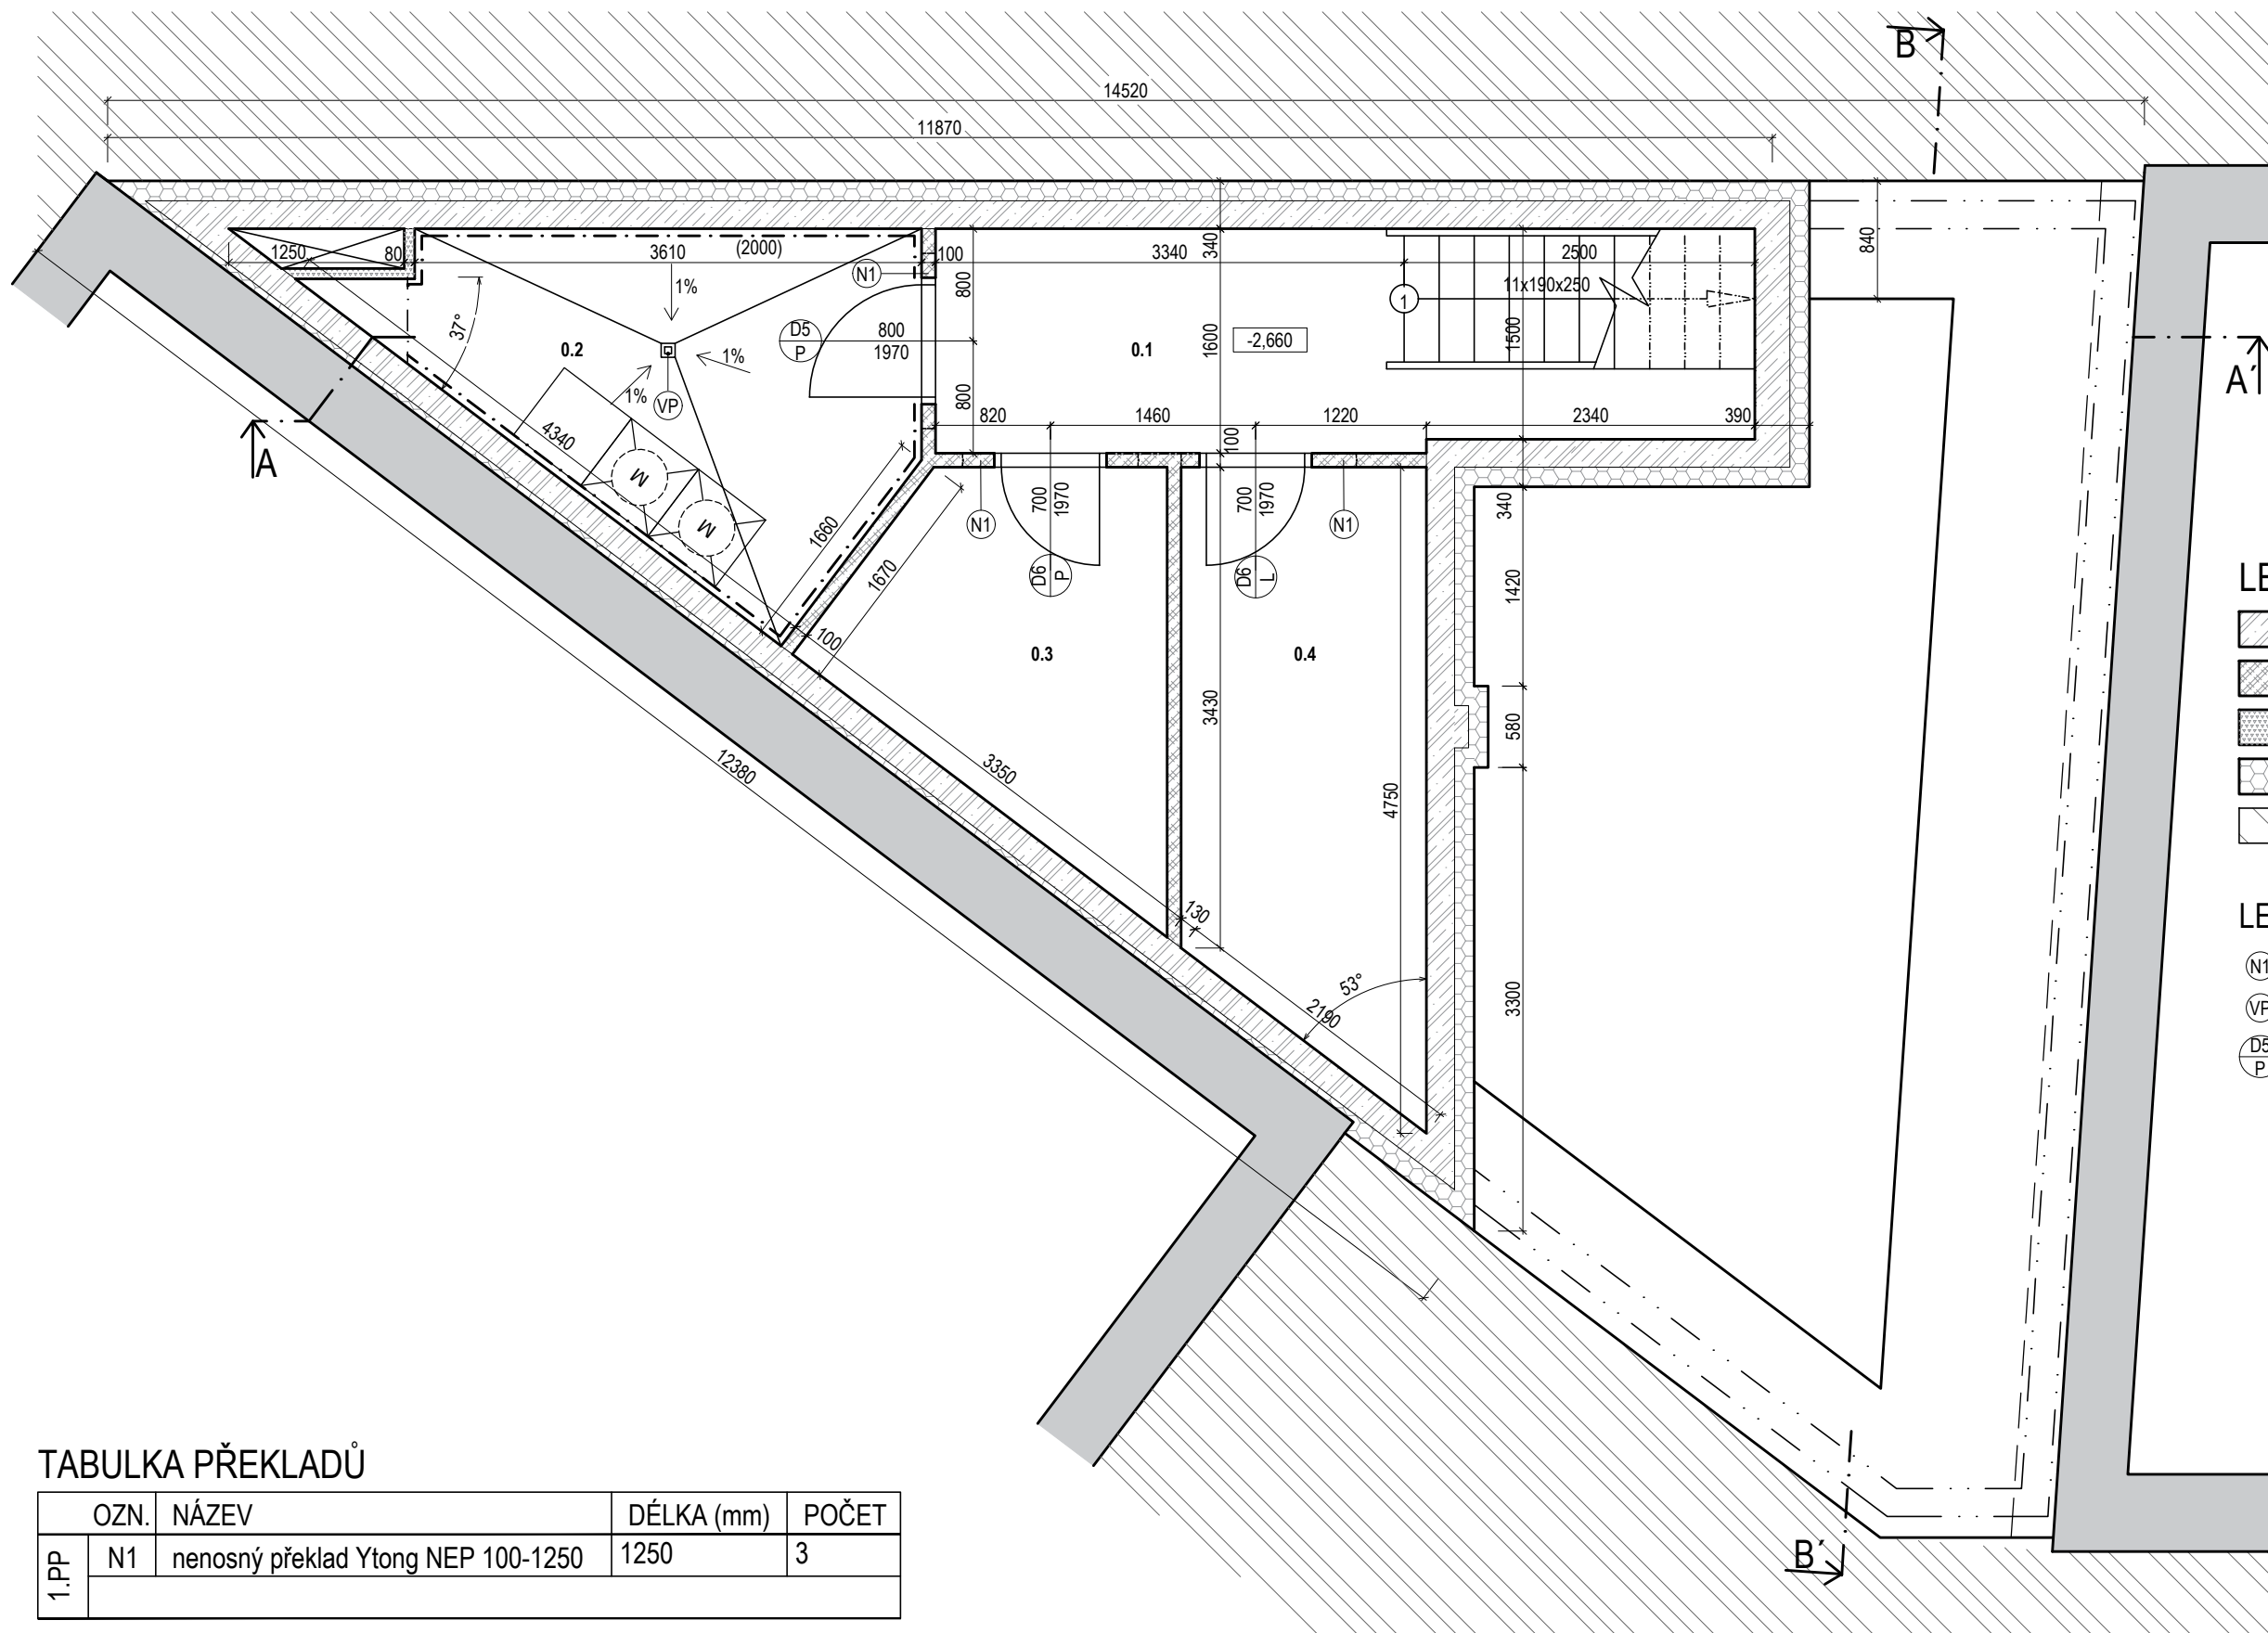 B
14520
11870
1250
80
3610
(2000)
100
3340
340
2500
840
N1
800
1%
11x190x250
1
37°
D5
P
800
1970
1600
-2,660
1500
0.2
1%
0.1
A´
1%
VP
800
820
1460
1220
2340
390
4340
100
A
M
M
1660
1670
N1
700
1970
700
1970
N1
340
D6
P
D6
L
1420
LE
100
0.3
0.4
3430
580
12380
3350
4750
130
LE
N1
VP
D5
P
53°
2190
3300
B´
TABULKA PŘEKLADŮ
OZN. NÁZEV DÉLKA (mm) POČET
1.PP N1 nenosný překlad Ytong NEP 100-1250 1250 3